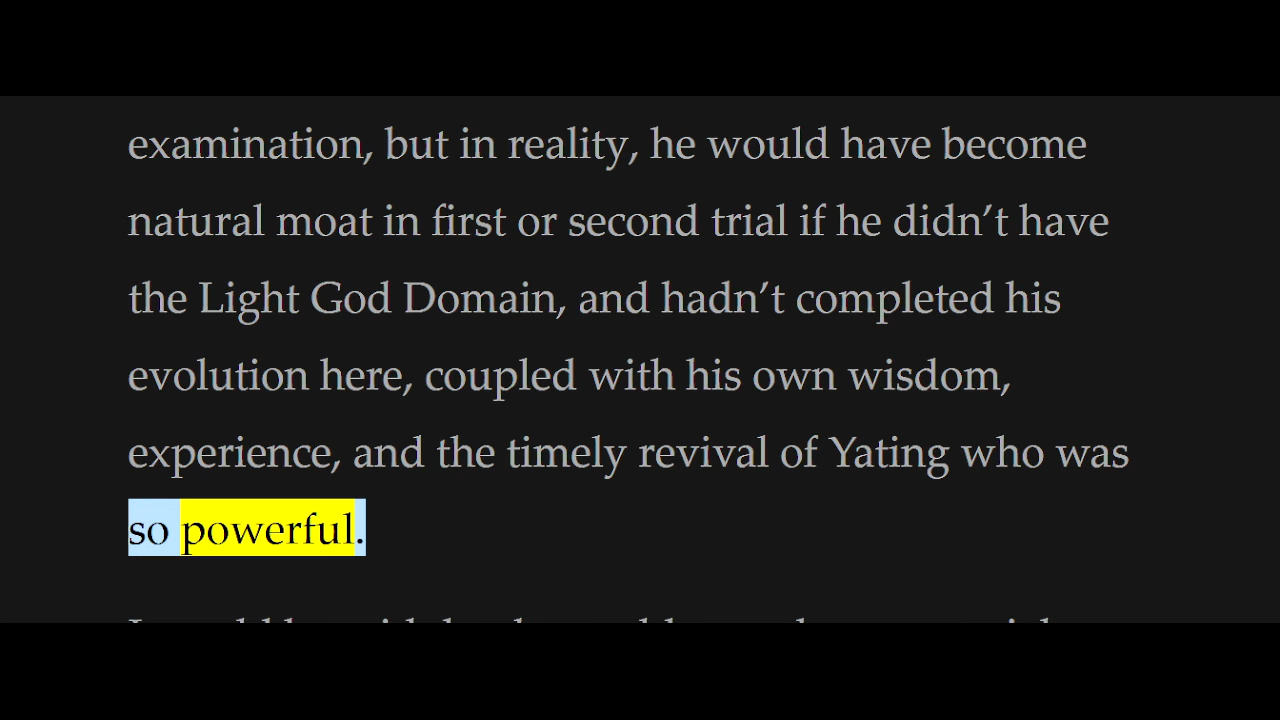 examination, but in reality, he would have become
natural moat in first or second trial if he didn’t have
the Light God Domain, and hadn’t completed his
evolution here, coupled with his own wisdom,
experience, and the timely revival of Yating who was
so powerful.